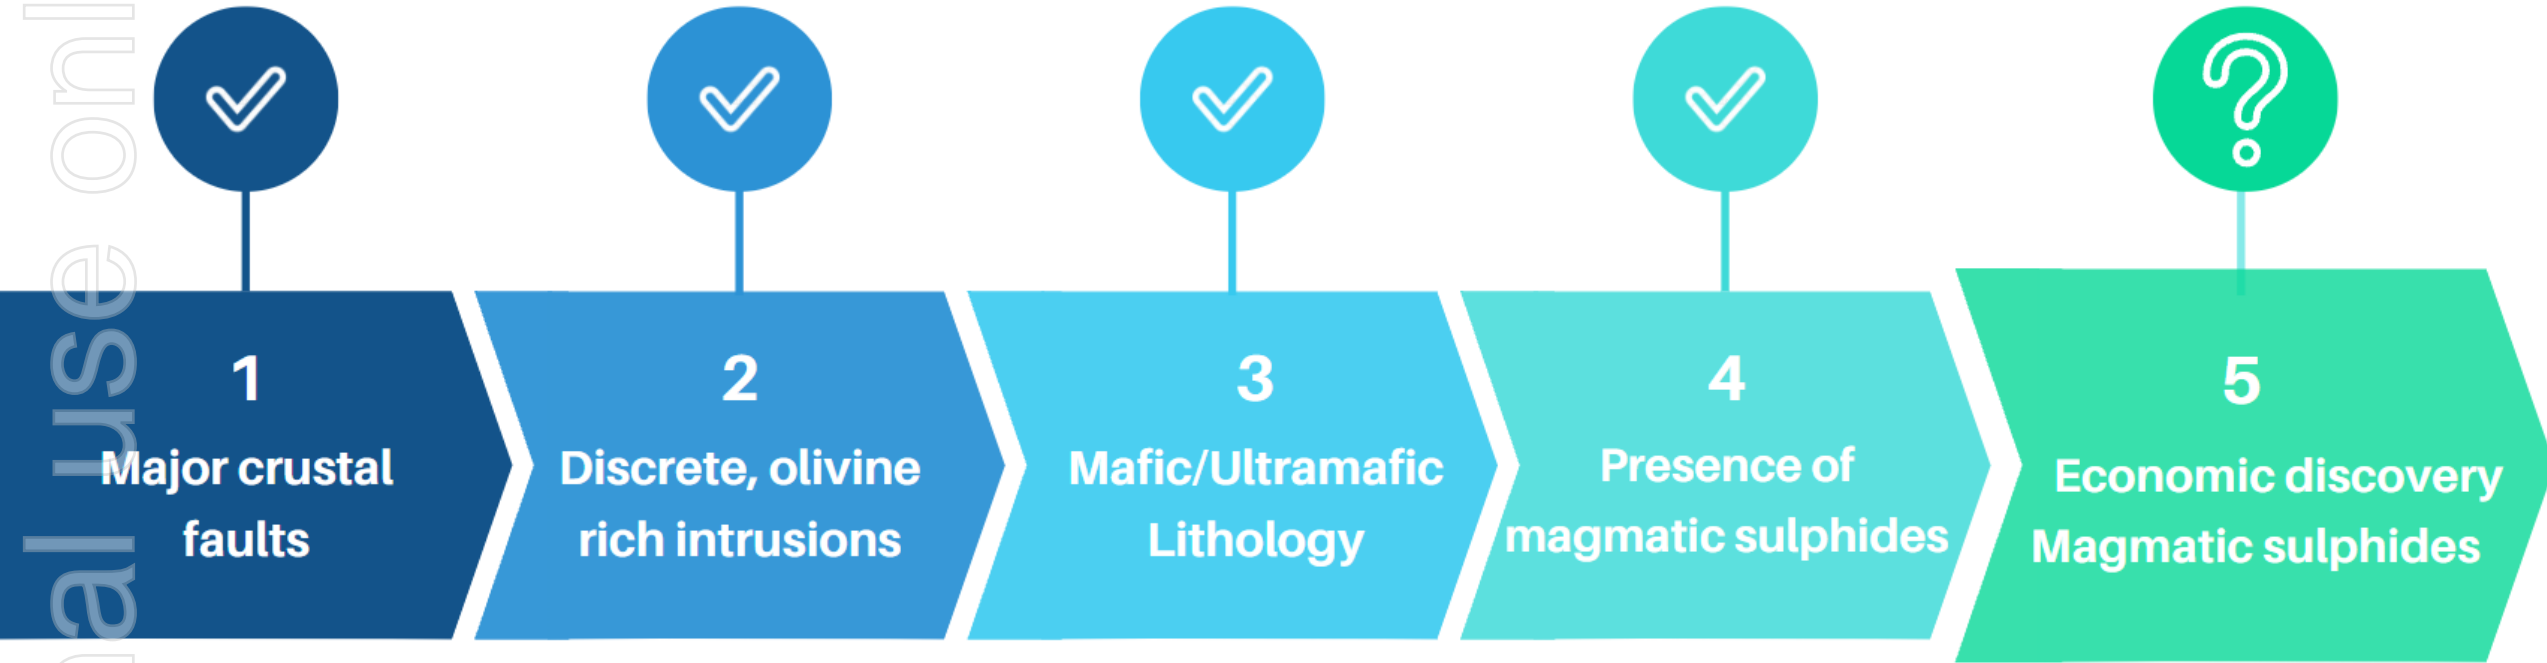 1
Major crustal
faults
2
Discrete, olivine
rich intrusions
3
Mafic/Ultramafic
Lithology
4
Presence of
magmatic sulphides
5
Economic discovery
Magmatic sulphides
use